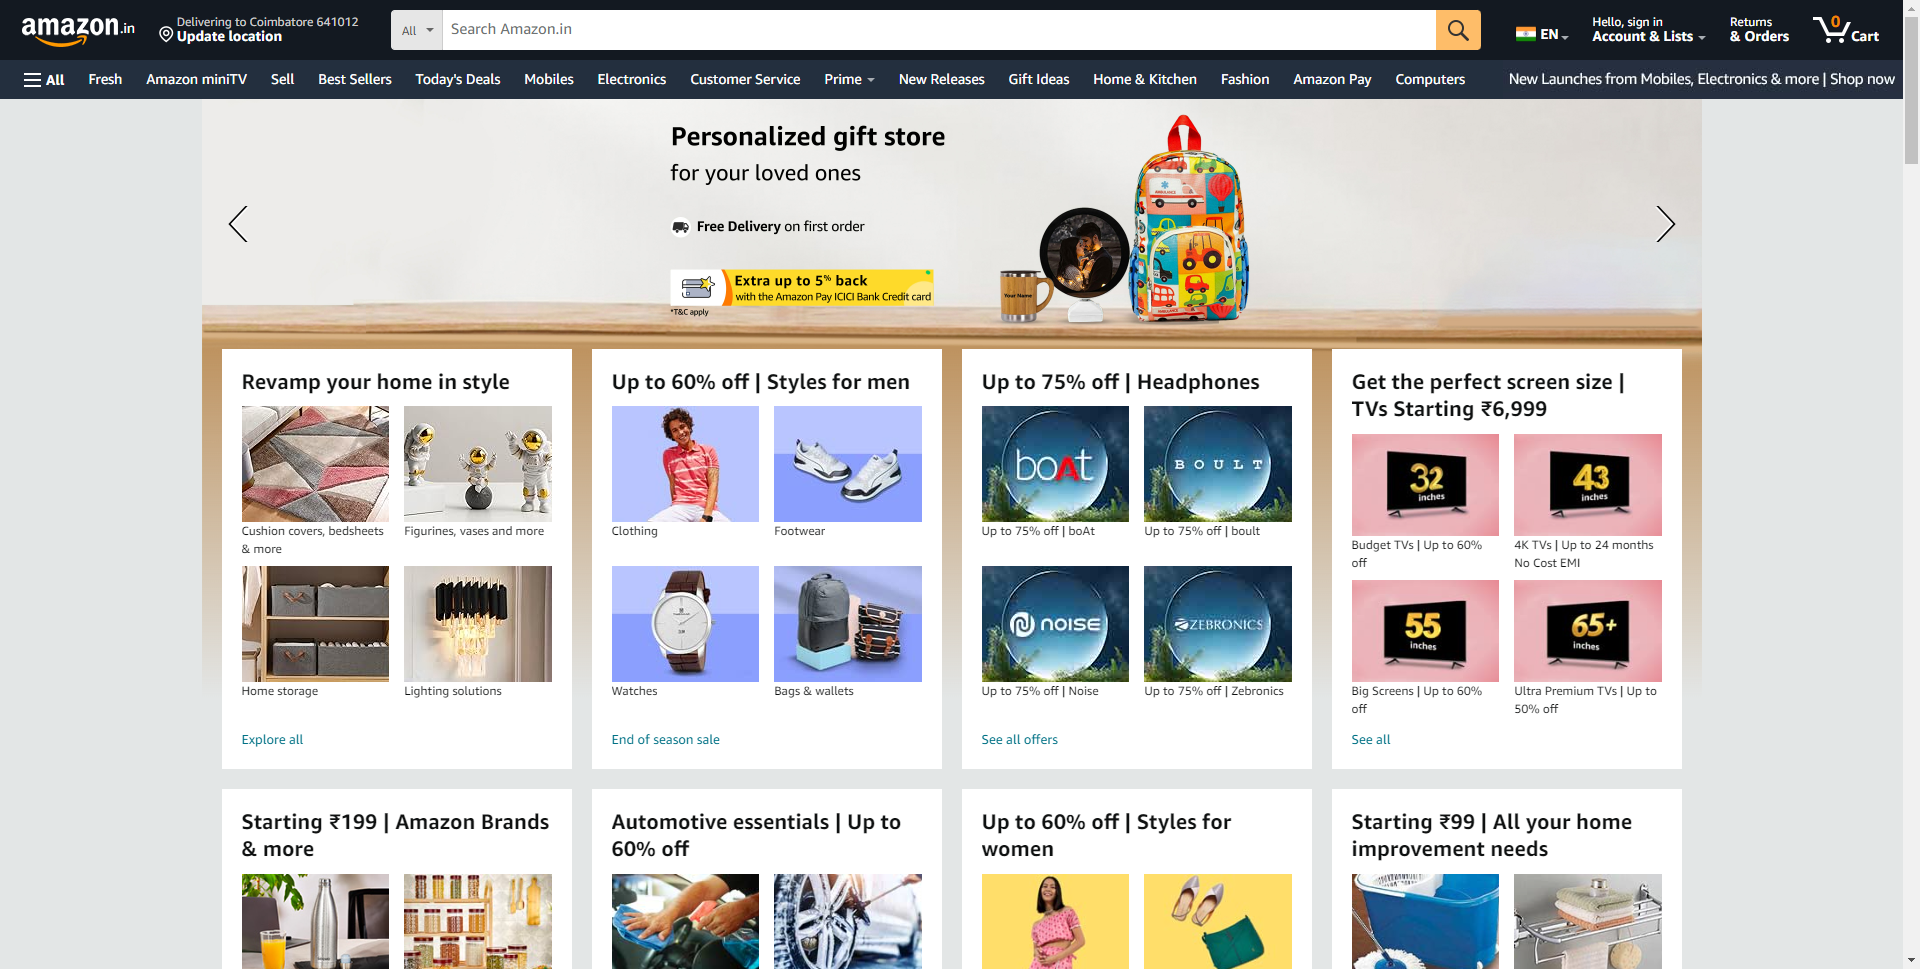 amazon.in
Delivering to Coimbatore 641012
Update location
All
Search Amazon.in
EN
Hello, sign in
Account & Lists
Returns
& Orders
0
Cart
All
Fresh
Amazon miniTV
Sell
Best Sellers
Today's Deals
Mobiles
Electronics
Customer Service
Prime
New Releases
Gift Ideas
Home & Kitchen
Fashion
Amazon Pay
Computers
New Launches from Mobiles, Electronics & more | Shop now
Personalized gift store
for your loved ones
Free Delivery on first order
Extra up to 5% back
with the Amazon Pay ICICI Bank Credit card
*T&C apply
Your Name
AMBULANCE
Revamp your home in style
Cushion covers, bedsheets
& more
Figurines, vases and more
Home storage
Lighting solutions
Explore all
Up to 60% off | Styles for men
Clothing
Footwear
Watches
Bags & wallets
End of season sale
Up to 75% off | Headphones
boAt
BOULT
Up to 75% off | boAt
Up to 75% off | boult
noise
ZEBRONICS
Up to 75% off | Noise
Up to 75% off | Zebronics
See all offers
Get the perfect screen size |
TVs Starting ₹6,999
32
inches
43
inches
Budget TVs | Up to 60%
off
4K TVs | Up to 24 months
No Cost EMI
55
inches
65+
inches
Big Screens | Up to 60%
off
Ultra Premium TVs | Up to
50% off
See all
Starting ₹199 | Amazon Brands
& more
Automotive essentials | Up to
60% off
Up to 60% off | Styles for
women
Starting ₹99 | All your home
improvement needs